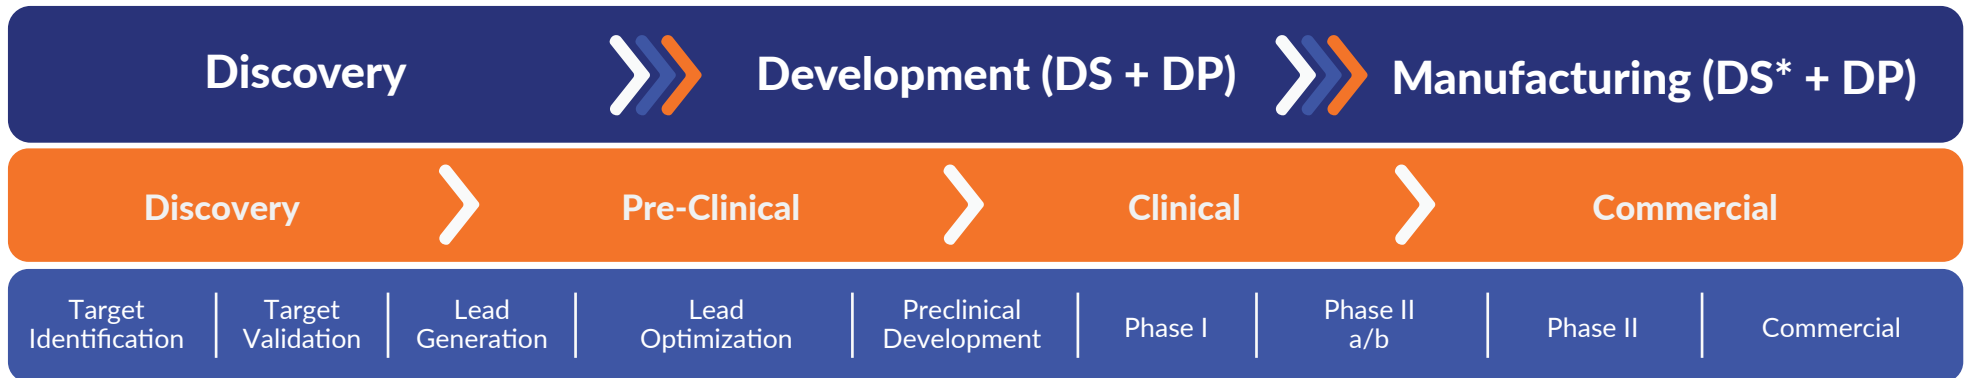 Discovery
Development (DS + DP)
Manufacturing (DS* + DP)
Discovery
Pre-Clinical
Clinical
Commercial
Target
Identification
Target
Validation
Lead
Generation
Lead
Optimization
Preclinical
Development
Phase I
Phase II
a/b
Phase II
Commercial